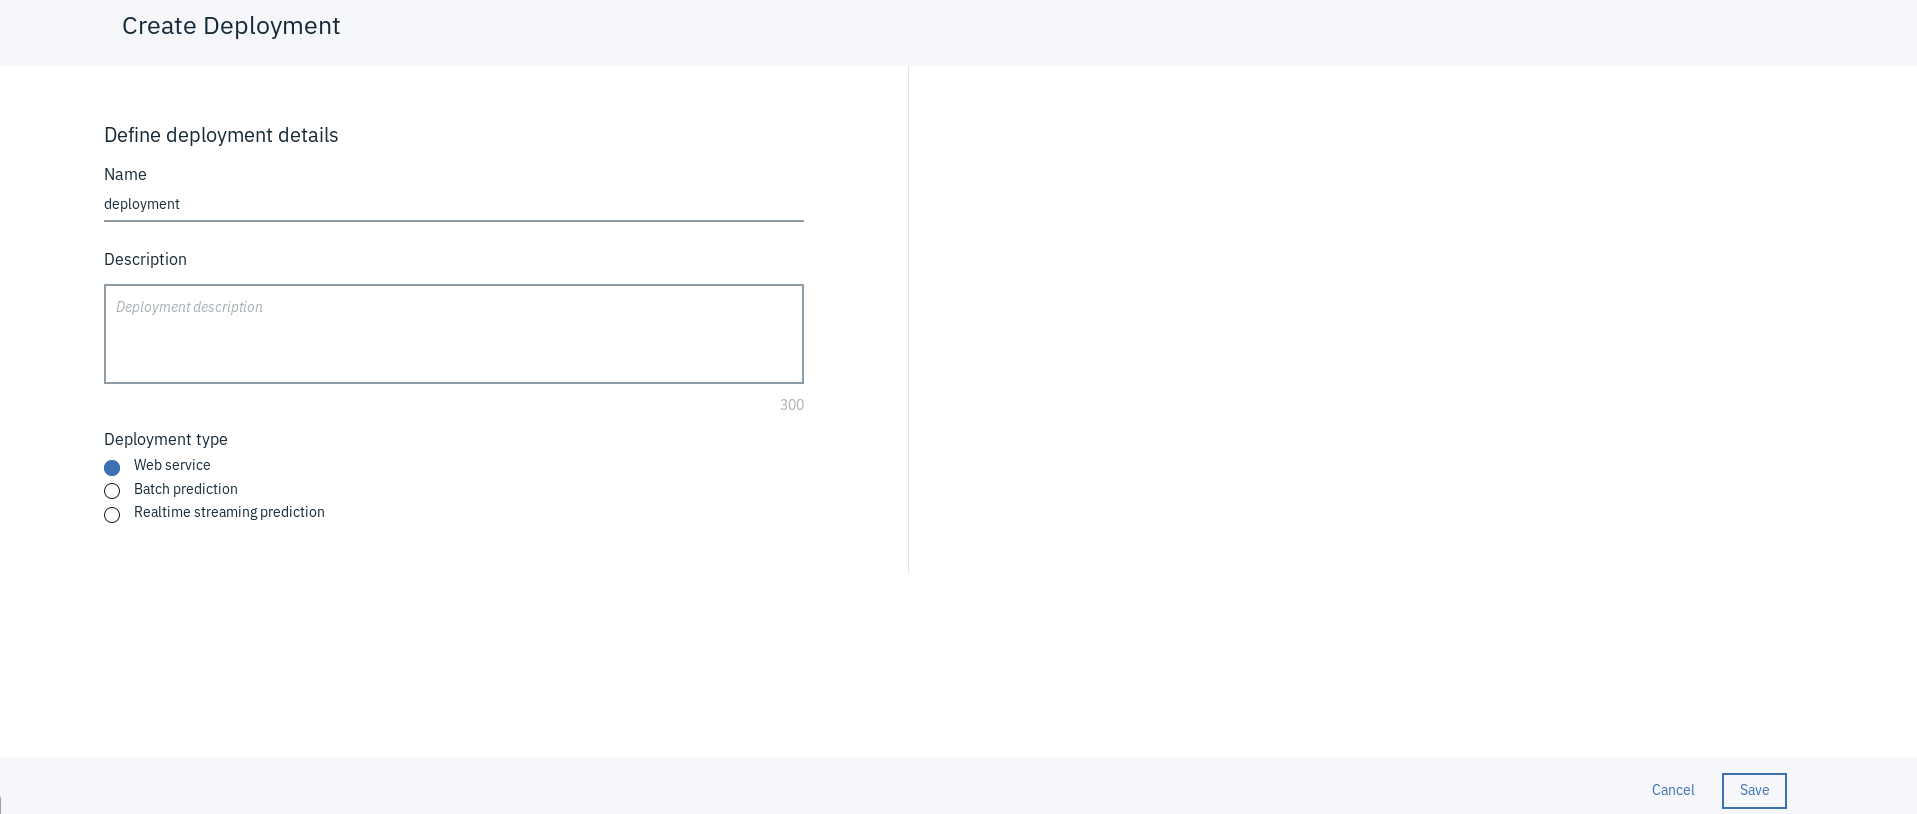 Create Deployment
Define deployment details
Name
deployment
Description
Deployment description
300
Deployment type
Web service
Batch prediction
Realtime streaming prediction
Cancel
Save